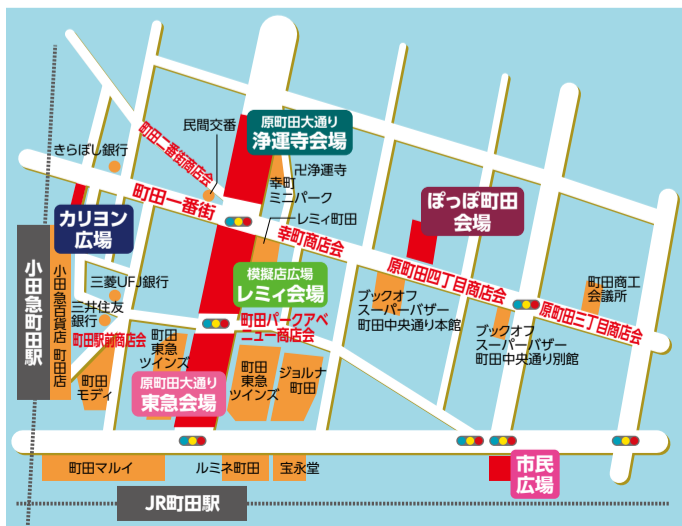 原町田大通り
浄運寺会場
民間交番
町田二番街商店会
きらぼし銀行
卍浄運寺
幸町
ミニパーク
町田一番街
レミィ町田
カリヨン
広場
ぽっぽ町田
会場
幸町商店会
原町田四丁目商店会
原町田三丁目商店会
小田急町田駅
小田急百貨店 町田店
三菱UFJ銀行
三井住友
銀行
町田駅前商店会
模擬店広場
レミィ会場
町田パークアベ
ニュー商店会
ブックオフ
スーパーバザー
町田中央通り本館
ブックオフ
スーパーバザー
町田中央通り別館
町田商工
会議所
町田
東急
ツインズ
町田
モディ
原町田大通り
東急会場
町田
東急
ツインズ
ジョルナ
町田
町田マルイ
ルミネ町田
宝永堂
市民
広場
JR町田駅